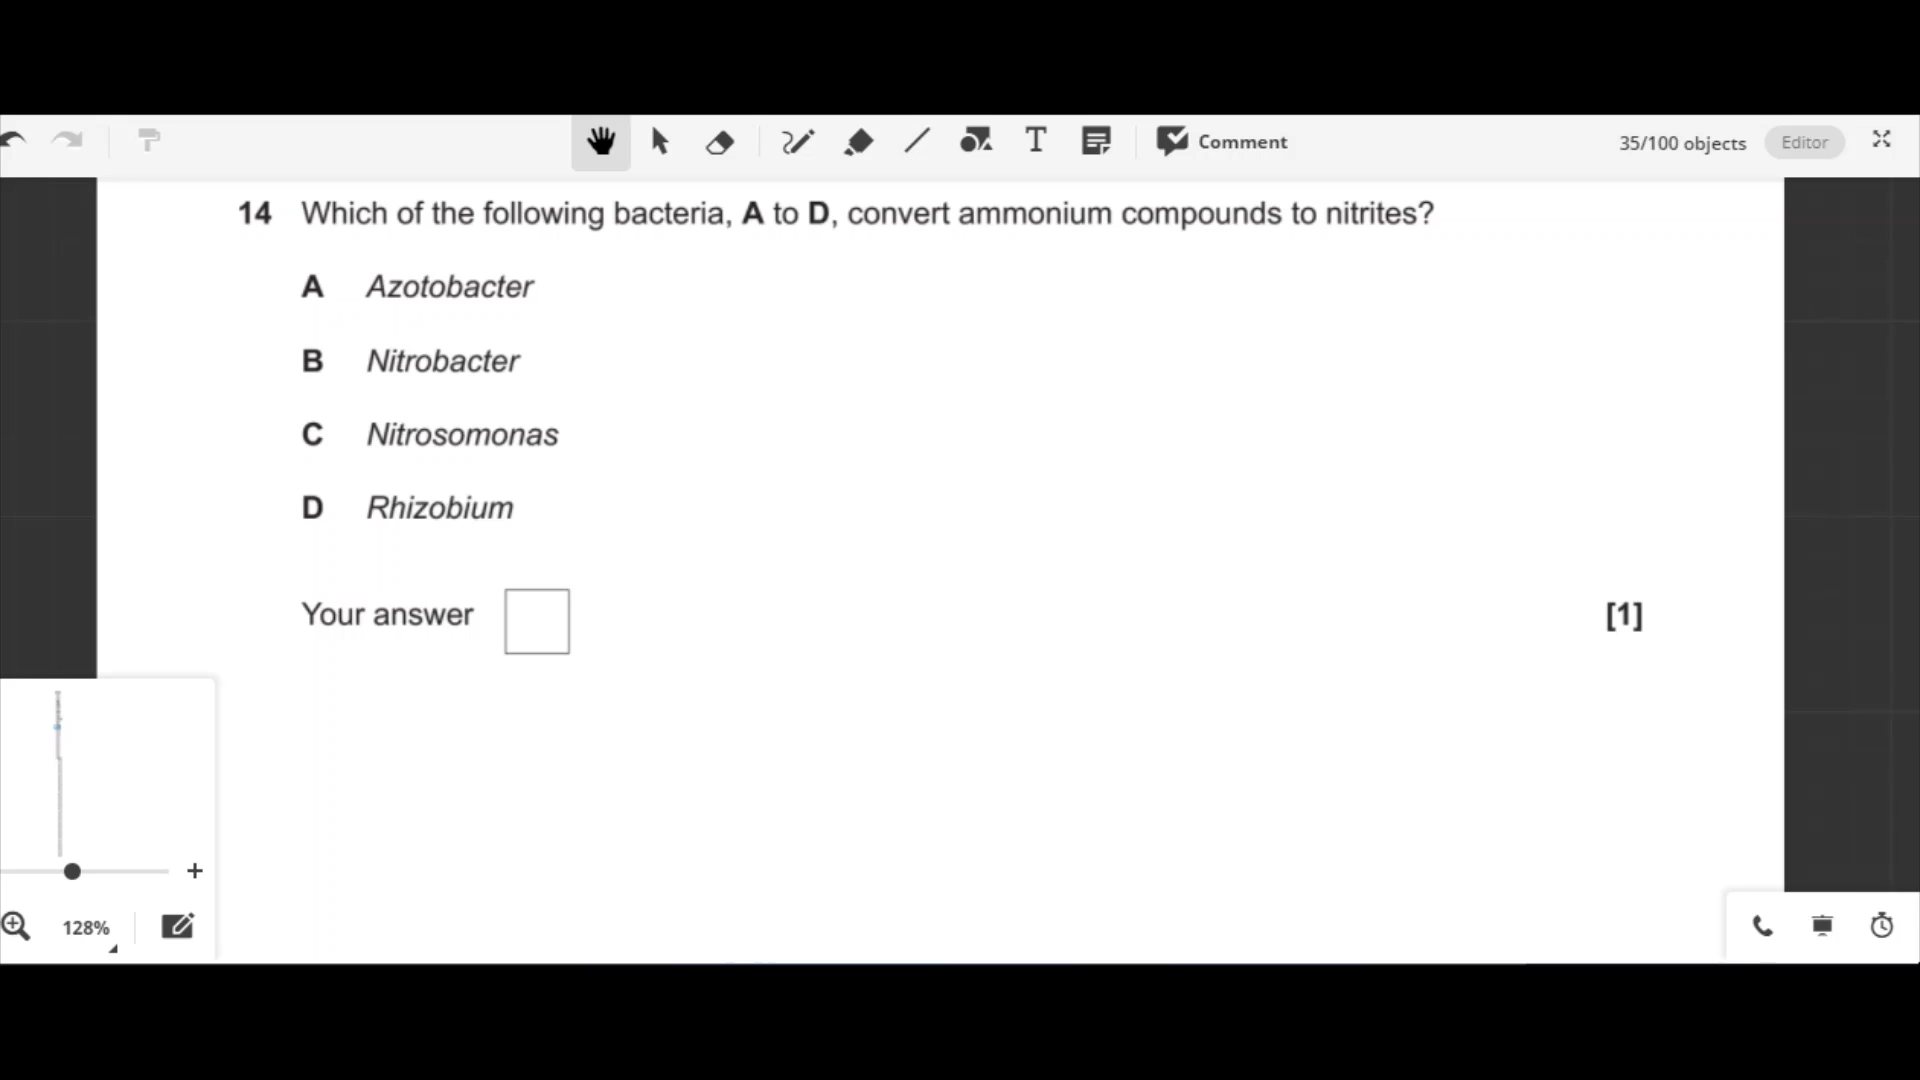 Comment
35/100 objects
Editor
14 Which of the following bacteria, A to D, convert ammonium compounds to nitrites?
A Azotobacter
B Nitrobacter
C Nitrosomonas
D Rhizobium
Your answer
[1]
128%